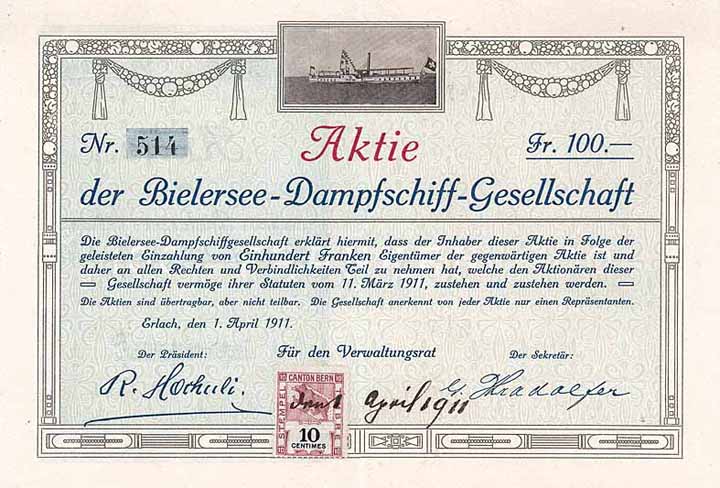 Nr. 514
Aktie
Fr. 100.—
der Bielersee-Dampfschiff-Gesellschaft
Die Bielersee-Dampfschiffgesellschaft erklärt hiermit, dass der Inhaber dieser Aktie in Folge der
geleisteten Einzahlung von Einhundert Franken Eigentümer der gegenwärtigen Aktie ist und
daher an allen Rechten und Verbindlichkeiten Teil zu nehmen hat, welche den Aktionären dieser
Gesellschaft vermöge ihrer Statuten vom 11. März 1911, zustehen und zustehen werden.
Die Aktien sind übertragbar, aber nicht teilbar. Die Gesellschaft anerkennt von jeder Aktie nur einen Repräsentanten.
Erlach, den 1. April 1911.
Der Präsident:
Für den Verwaltungsrat
Der Sekretär:
R. Hochuli.
CANTON BERN
STEMPEL
TIMBRE
den 1 April 1911
10
CENTIMES